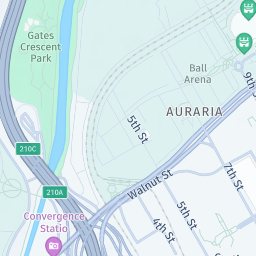 Gates
Crescent
Park
Ball
Arena
9th
AURARIA
5th St
210C
7th St
210A
Walnut St
Convergence
Statio
4th St
5th St